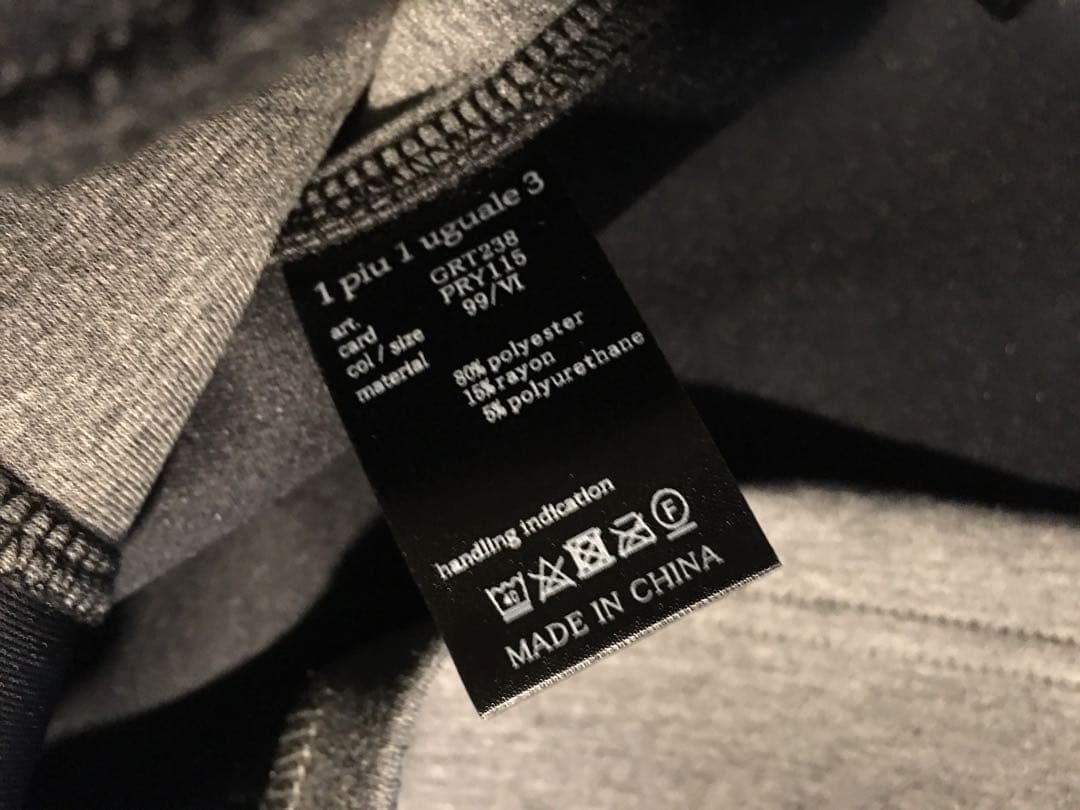 1 piu 1 uguale 3
art. GRT238
card PRY115
col / size 99/VI
material 80% polyester
15% rayon
5% polyurethane
handling indication
40 F
MADE IN CHINA